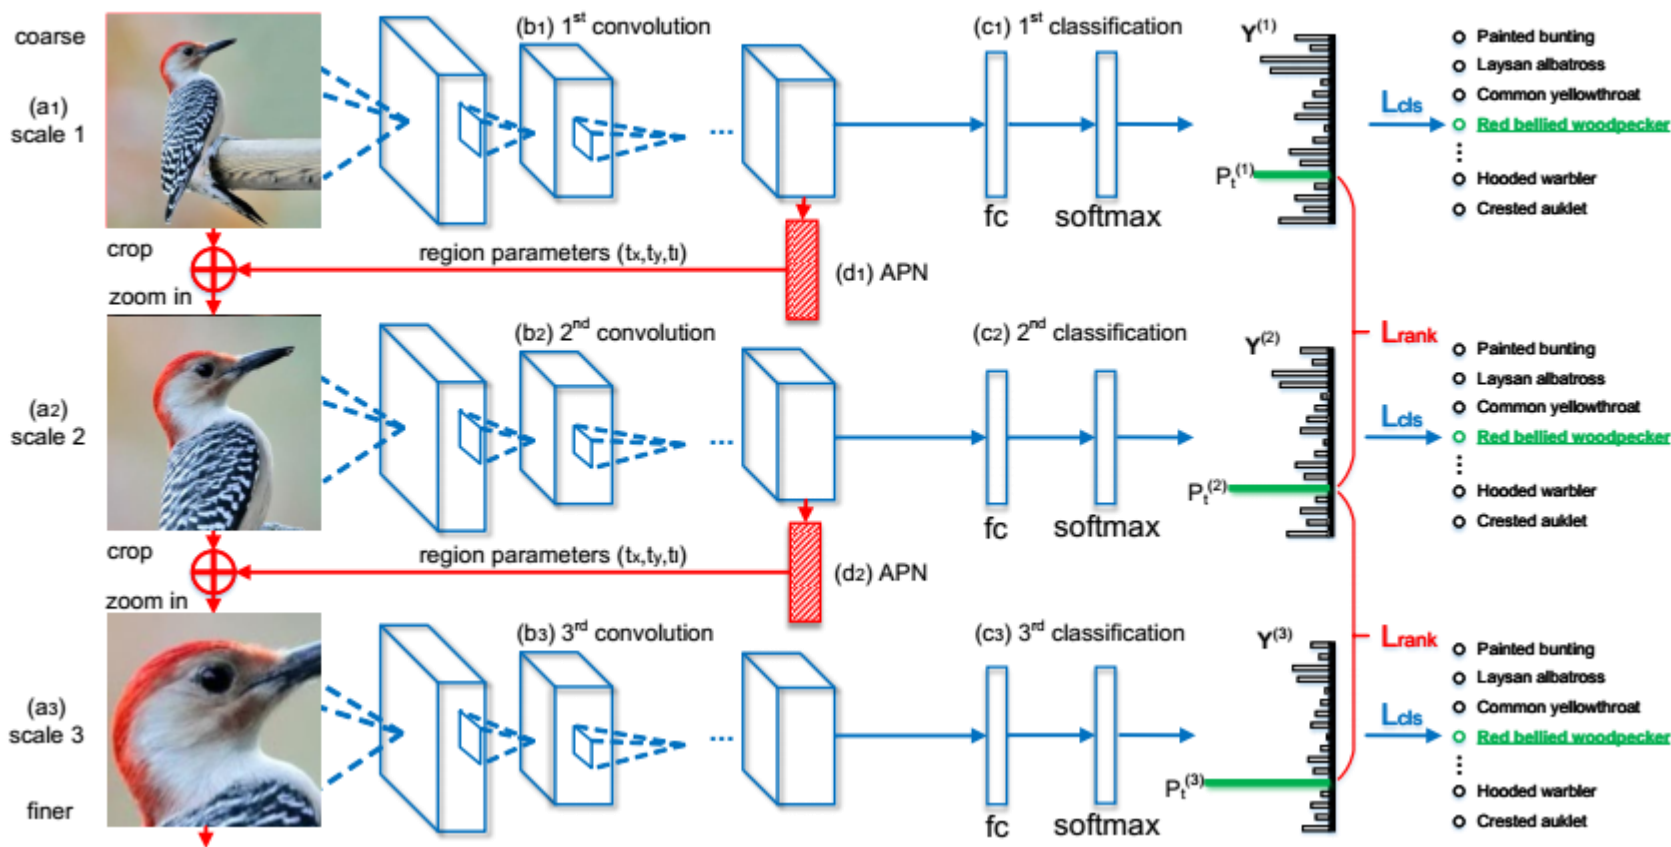 coarse
(a1)
scale 1
(b1) 1st convolution
...
(c1) 1st classification
fc
softmax
Y(1)
Pt(1)
Lcls
Painted bunting
Laysan albatross
Common yellowthroat
Red bellied woodpecker
⋮
Hooded warbler
Crested auklet
crop
zoom in
region parameters (tx,ty,tl)
(d1) APN
Lrank
(a2)
scale 2
(b2) 2nd convolution
...
(c2) 2nd classification
fc
softmax
Y(2)
Pt(2)
Lcls
Painted bunting
Laysan albatross
Common yellowthroat
Red bellied woodpecker
⋮
Hooded warbler
Crested auklet
crop
zoom in
region parameters (tx,ty,tl)
(d2) APN
Lrank
(a3)
scale 3
finer
(b3) 3rd convolution
...
(c3) 3rd classification
fc
softmax
Y(3)
Pt(3)
Lcls
Painted bunting
Laysan albatross
Common yellowthroat
Red bellied woodpecker
⋮
Hooded warbler
Crested auklet